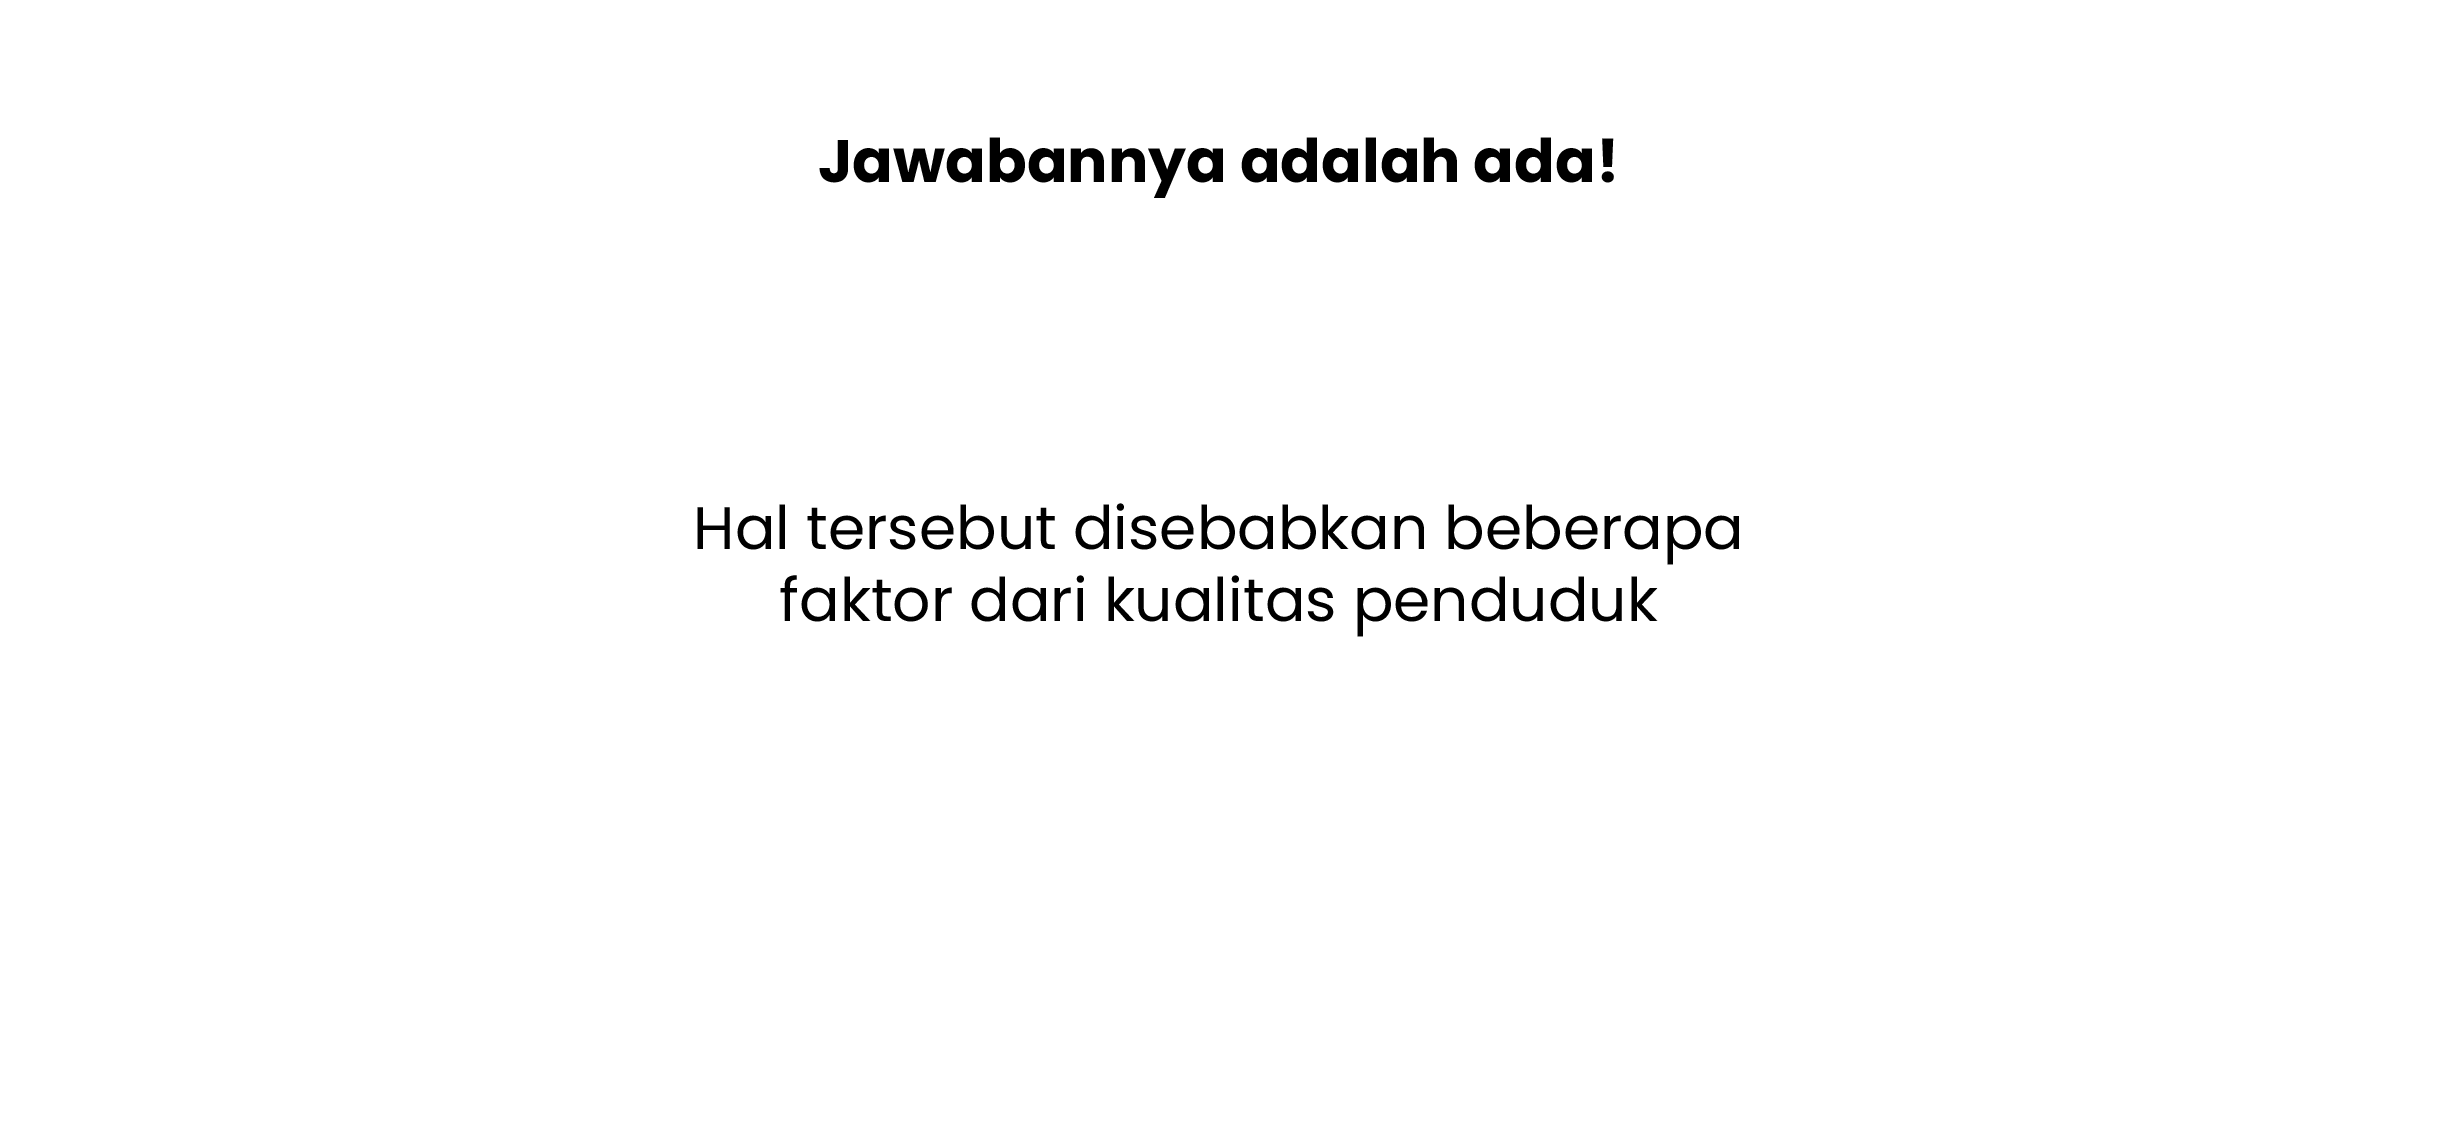 Jawabannya adalah ada!
Hal tersebut disebabkan beberapa
faktor dari kualitas penduduk